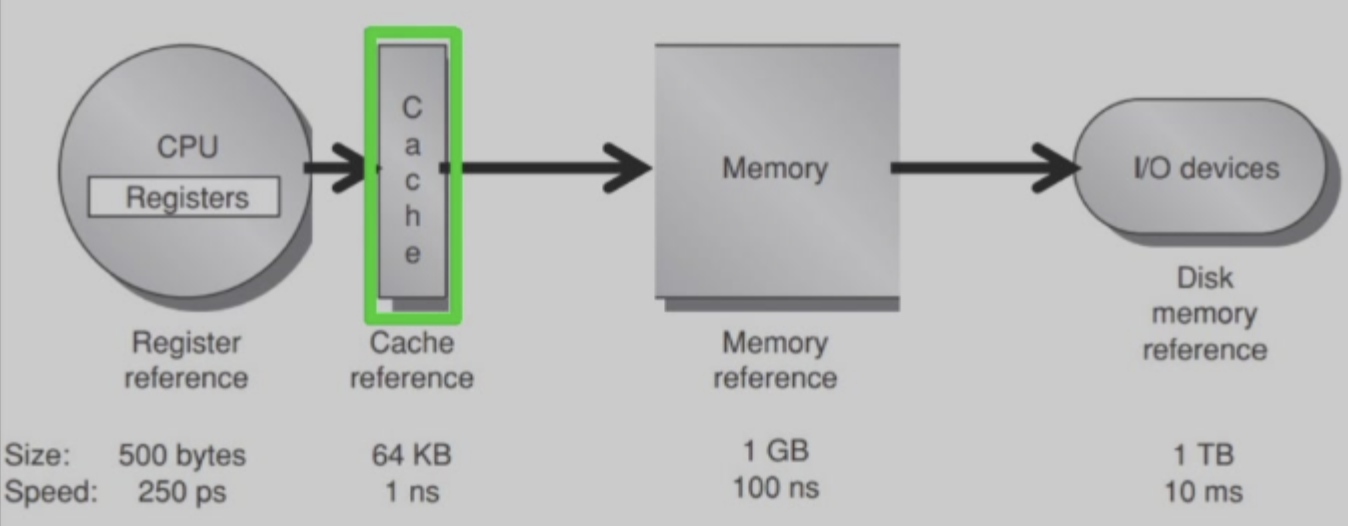 CPU
Registers
Cache
Memory
I/O devices
Register
reference
Cache
reference
Memory
reference
Disk
memory
reference
Size: 500 bytes 64 KB 1 GB 1 TB
Speed: 250 ps 1 ns 100 ns 10 ms